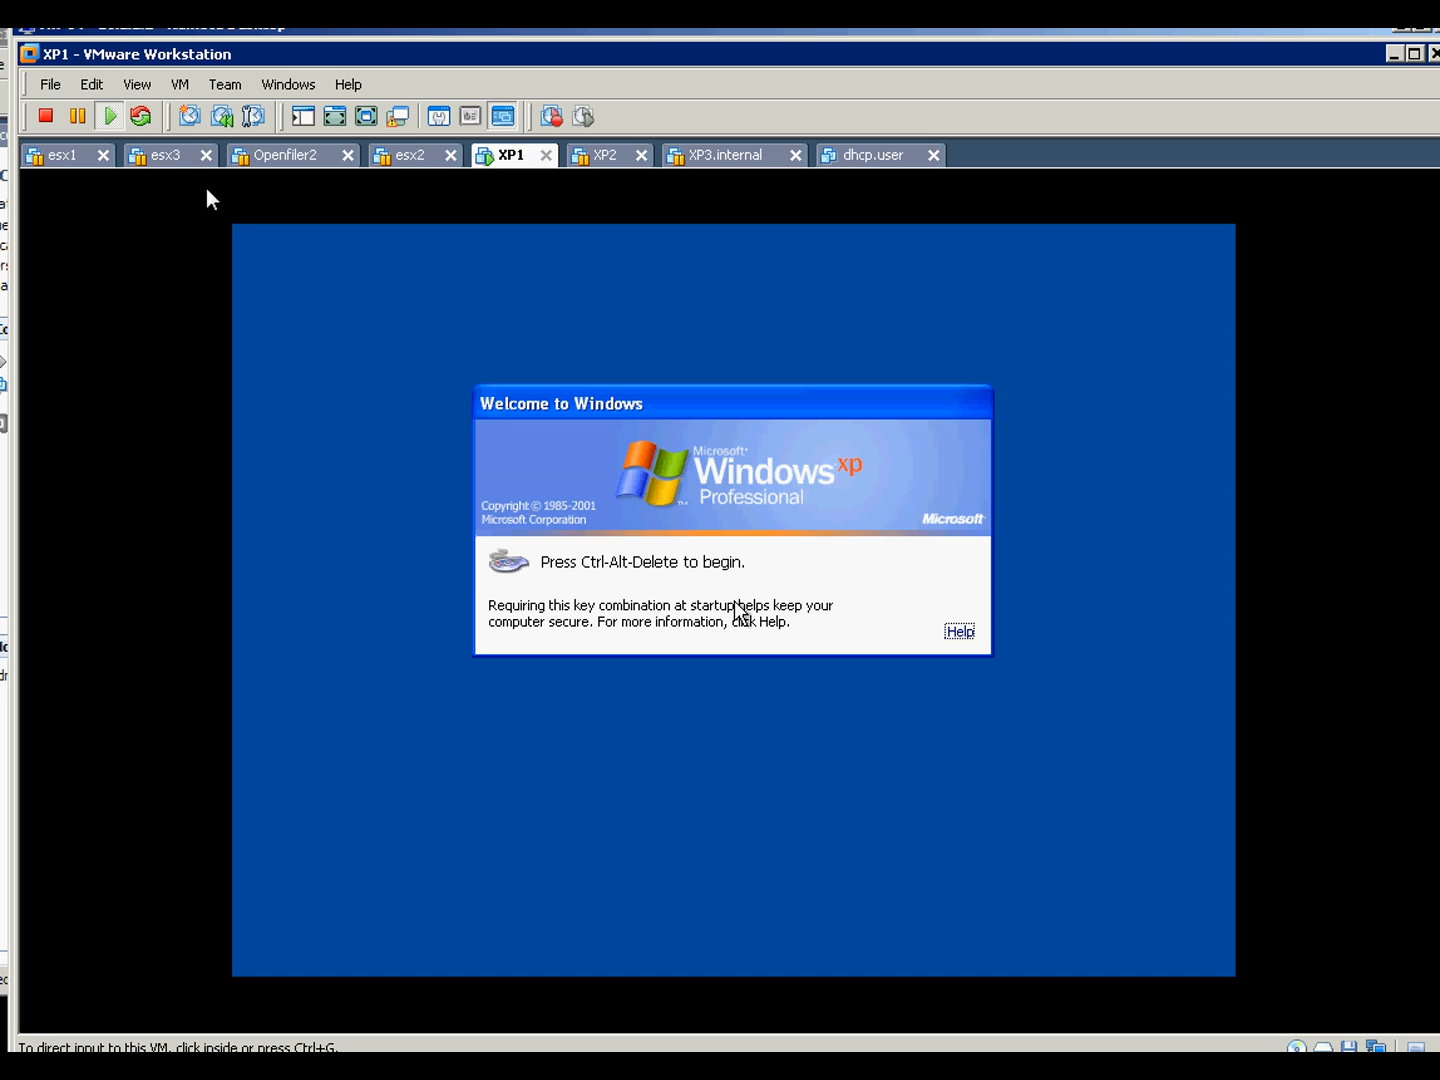 XP1 - VMware Workstation
File Edit View VM Team Windows Help
esx1 esx3 Openfiler2 esx2 XP1 XP2 XP3.internal dhcp.user
Welcome to Windows
Microsoft
Windows xp
Professional
Copyright © 1985-2001
Microsoft Corporation
Microsoft
Press Ctrl-Alt-Delete to begin.
Requiring this key combination at startup helps keep your
computer secure. For more information, click Help.
Help
To direct input to this VM, click inside or press Ctrl+G.